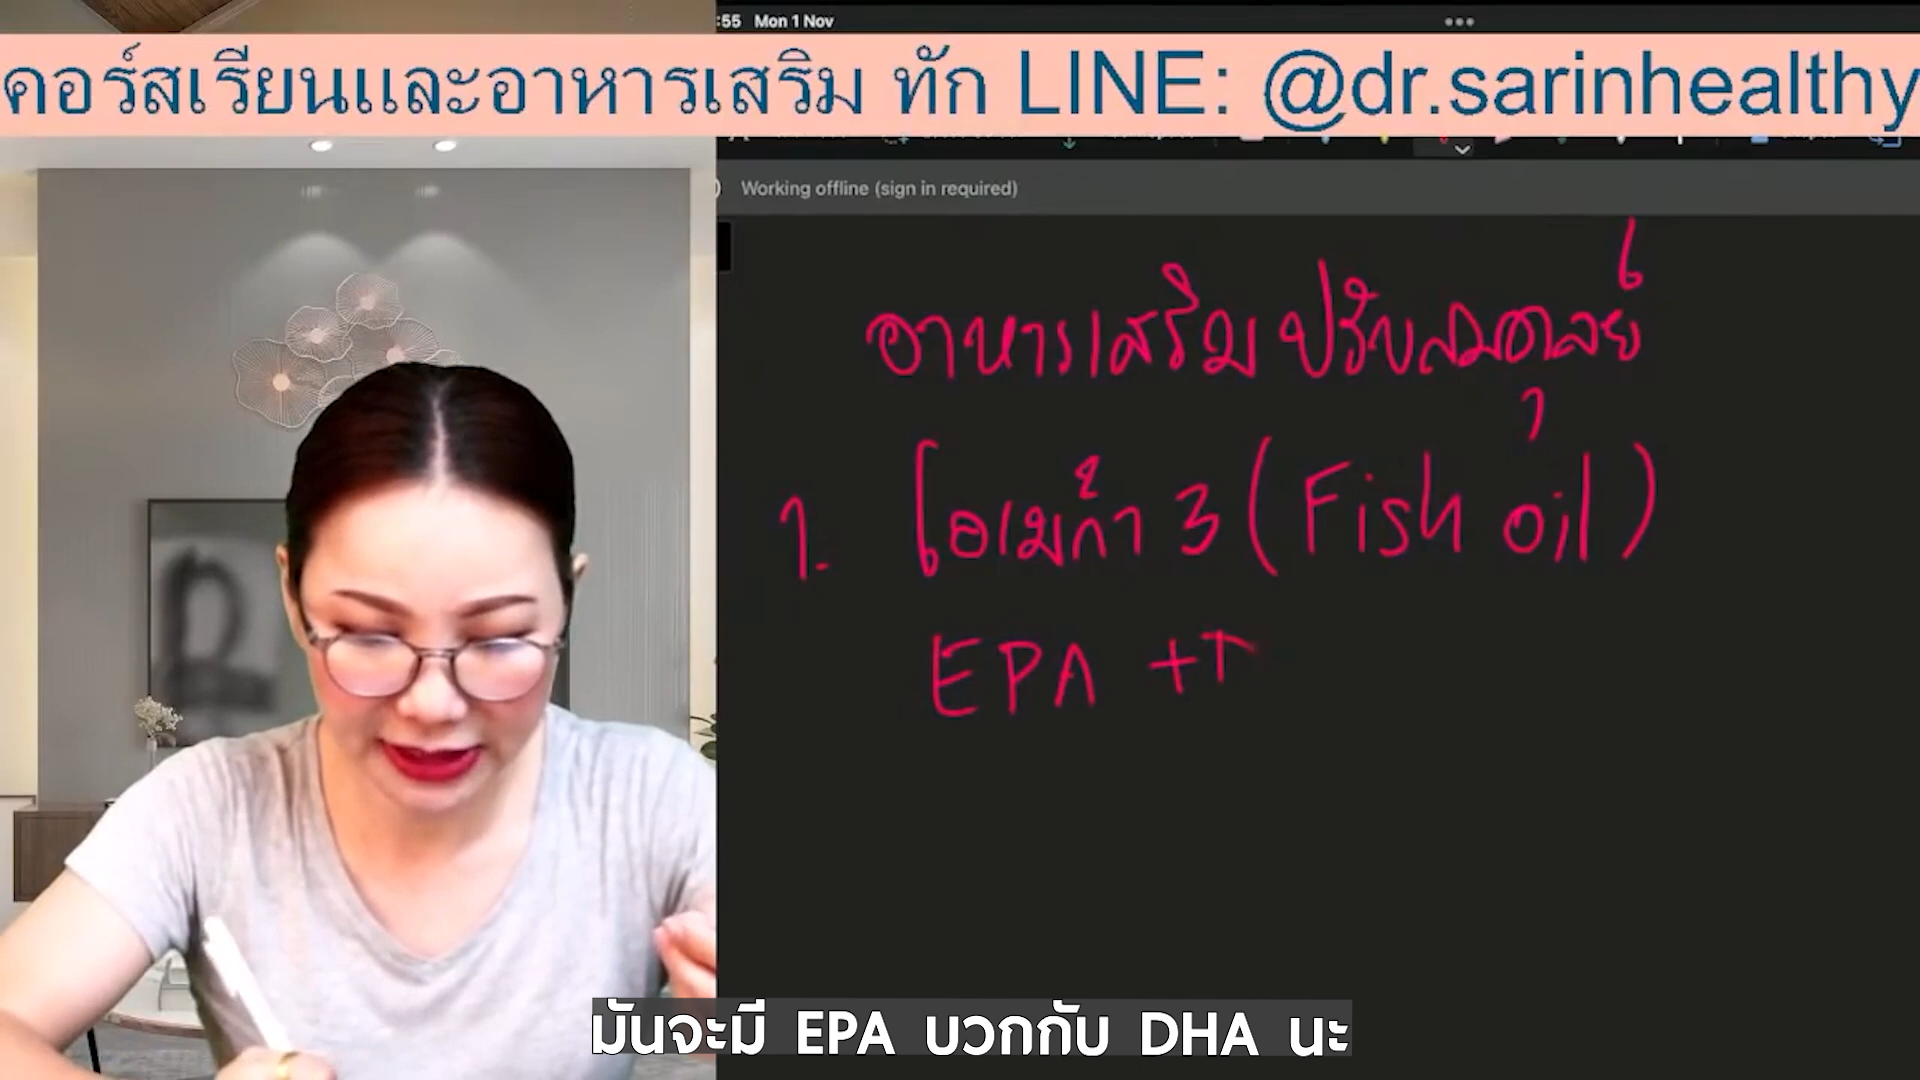 :55 Mon 1 Nov
คอร์สเรียนและอาหารเสริม ทัก LINE: @dr.sarinhealthy
Working offline (sign in required)
อาหารเสริมปรับสมดุลย์
1. โอเมก้า 3 (Fish oil)
EPA +
มันจะมี EPA บวกกับ DHA นะ